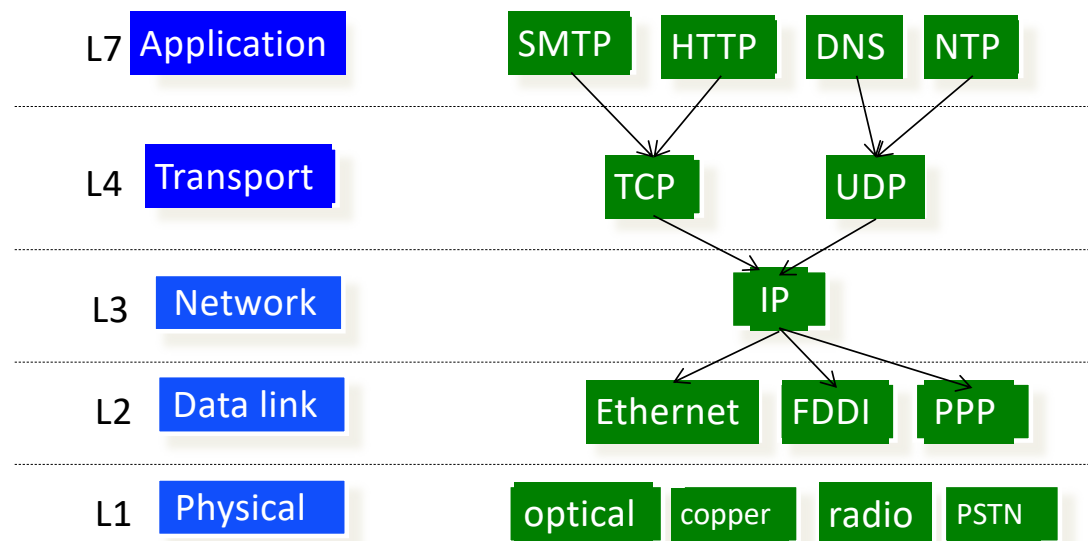 L7 Application SMTP HTTP DNS NTP
L4 Transport TCP UDP
L3 Network IP
L2 Data link Ethernet FDDI PPP
L1 Physical optical copper radio PSTN